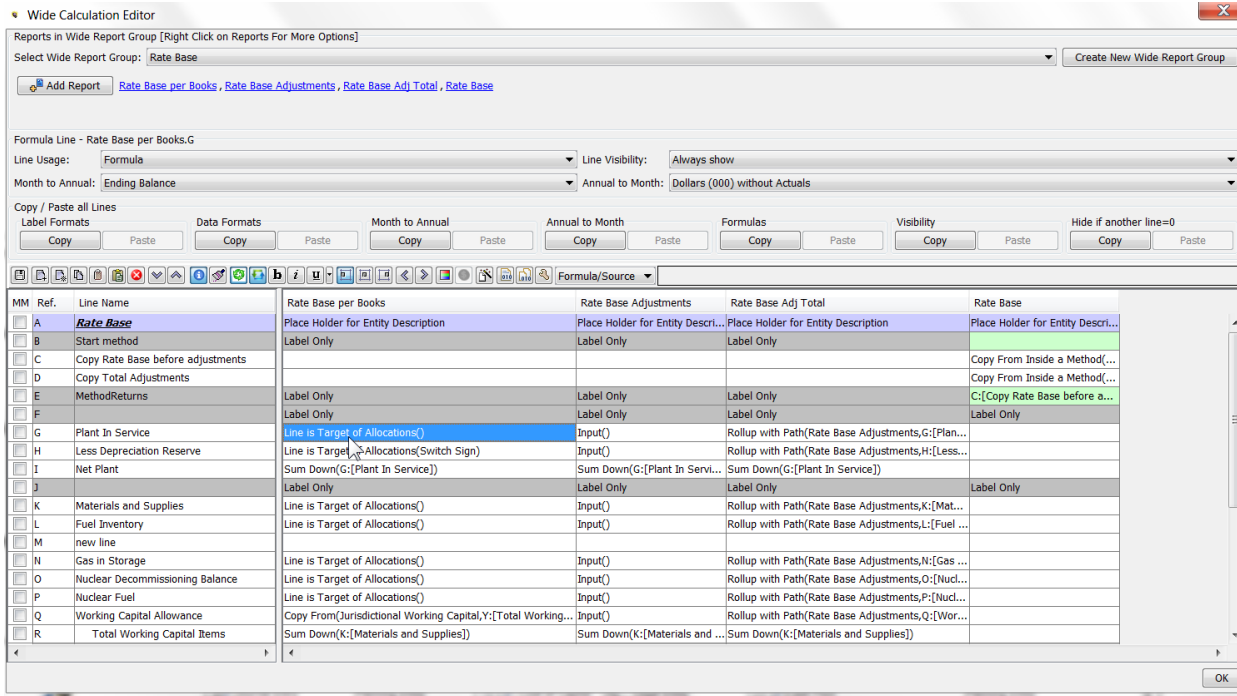 Wide Calculation Editor
X
Reports in Wide Report Group [Right Click on Reports For More Options]
Select Wide Report Group: Rate Base Create New Wide Report Group
Add Report Rate Base per Books , Rate Base Adjustments , Rate Base Adj Total , Rate Base
Formula Line - Rate Base per Books.G
Line Usage: Formula Line Visibility: Always show
Month to Annual: Ending Balance Annual to Month: Dollars (000) without Actuals
Copy / Paste all Lines
Label Formats Data Formats Month to Annual Annual to Month Formulas Visibility Hide if another line=0
Copy Paste Copy Paste Copy Paste Copy Paste Copy Paste Copy Paste Copy Paste
b i u Formula/Source
MM Ref. Line Name Rate Base per Books Rate Base Adjustments Rate Base Adj Total Rate Base
A Rate Base Place Holder for Entity Description Place Holder for Entity Descri... Place Holder for Entity Description Place Holder for Entity Descri...
B Start method Label Only Label Only Label Only
C Copy Rate Base before adjustments Copy From Inside a Method(...
D Copy Total Adjustments Copy From Inside a Method(...
E MethodReturns Label Only Label Only Label Only C:[Copy Rate Base before a...
F Label Only Label Only Label Only Label Only
G Plant In Service Line is Target of Allocations() Input() Rollup with Path(Rate Base Adjustments,G:[Plan...
H Less Depreciation Reserve Line is Target of Allocations(Switch Sign) Input() Rollup with Path(Rate Base Adjustments,H:[Less...
I Net Plant Sum Down(G:[Plant In Service]) Sum Down(G:[Plant In Servi... Sum Down(G:[Plant In Service])
J Label Only Label Only Label Only Label Only
K Materials and Supplies Line is Target of Allocations() Input() Rollup with Path(Rate Base Adjustments,K:[Mat...
L Fuel Inventory Line is Target of Allocations() Input() Rollup with Path(Rate Base Adjustments,L:[Fuel ...
M new line
N Gas in Storage Line is Target of Allocations() Input() Rollup with Path(Rate Base Adjustments,N:[Gas ...
O Nuclear Decommissioning Balance Line is Target of Allocations() Input() Rollup with Path(Rate Base Adjustments,O:[Nucl...
P Nuclear Fuel Line is Target of Allocations() Input() Rollup with Path(Rate Base Adjustments,P:[Nucl...
Q Working Capital Allowance Copy From(Jurisdictional Working Capital,Y:[Total Working... Input() Rollup with Path(Rate Base Adjustments,Q:[Wor...
R Total Working Capital Items Sum Down(K:[Materials and Supplies]) Sum Down(K:[Materials and ... Sum Down(K:[Materials and Supplies])
OK